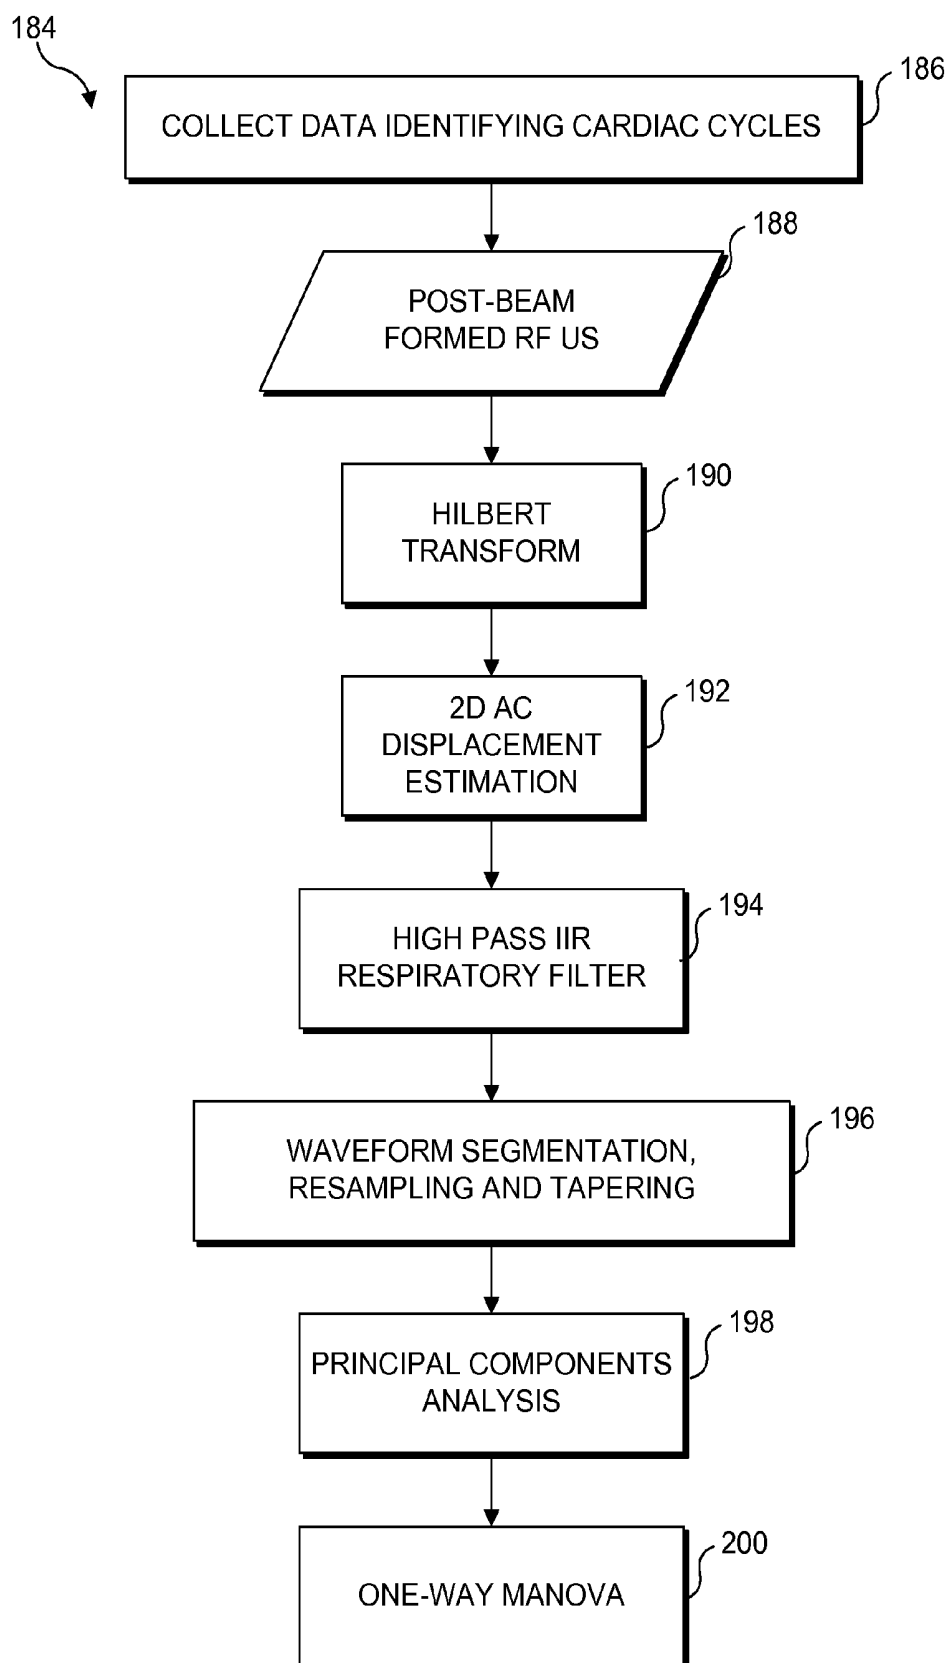 184
186
COLLECT DATA IDENTIFYING CARDIAC CYCLES
188
POST-BEAM
FORMED RF US
190
HILBERT
TRANSFORM
192
2D AC
DISPLACEMENT
ESTIMATION
194
HIGH PASS IIR
RESPIRATORY FILTER
196
WAVEFORM SEGMENTATION,
RESAMPLING AND TAPERING
198
PRINCIPAL COMPONENTS
ANALYSIS
200
ONE-WAY MANOVA